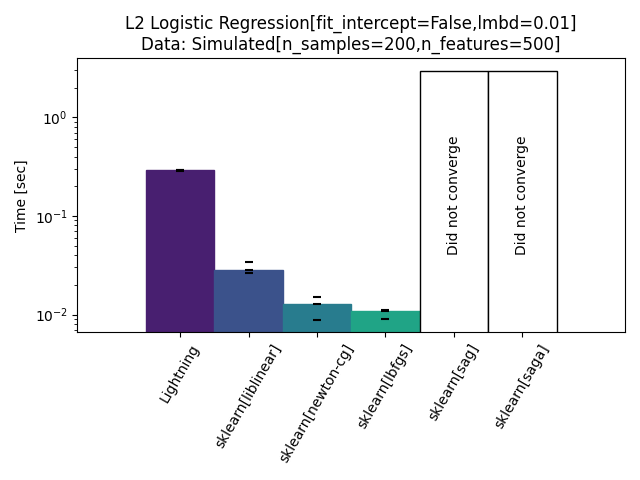 L2 Logistic Regression[fit_intercept=False,lmbd=0.01]
Data: Simulated[n_samples=200,n_features=500]
Time [sec]
10⁰
10⁻¹
10⁻²
Did not converge
Did not converge
Lightning
sklearn[liblinear]
sklearn[newton-cg]
sklearn[lbfgs]
sklearn[sag]
sklearn[saga]